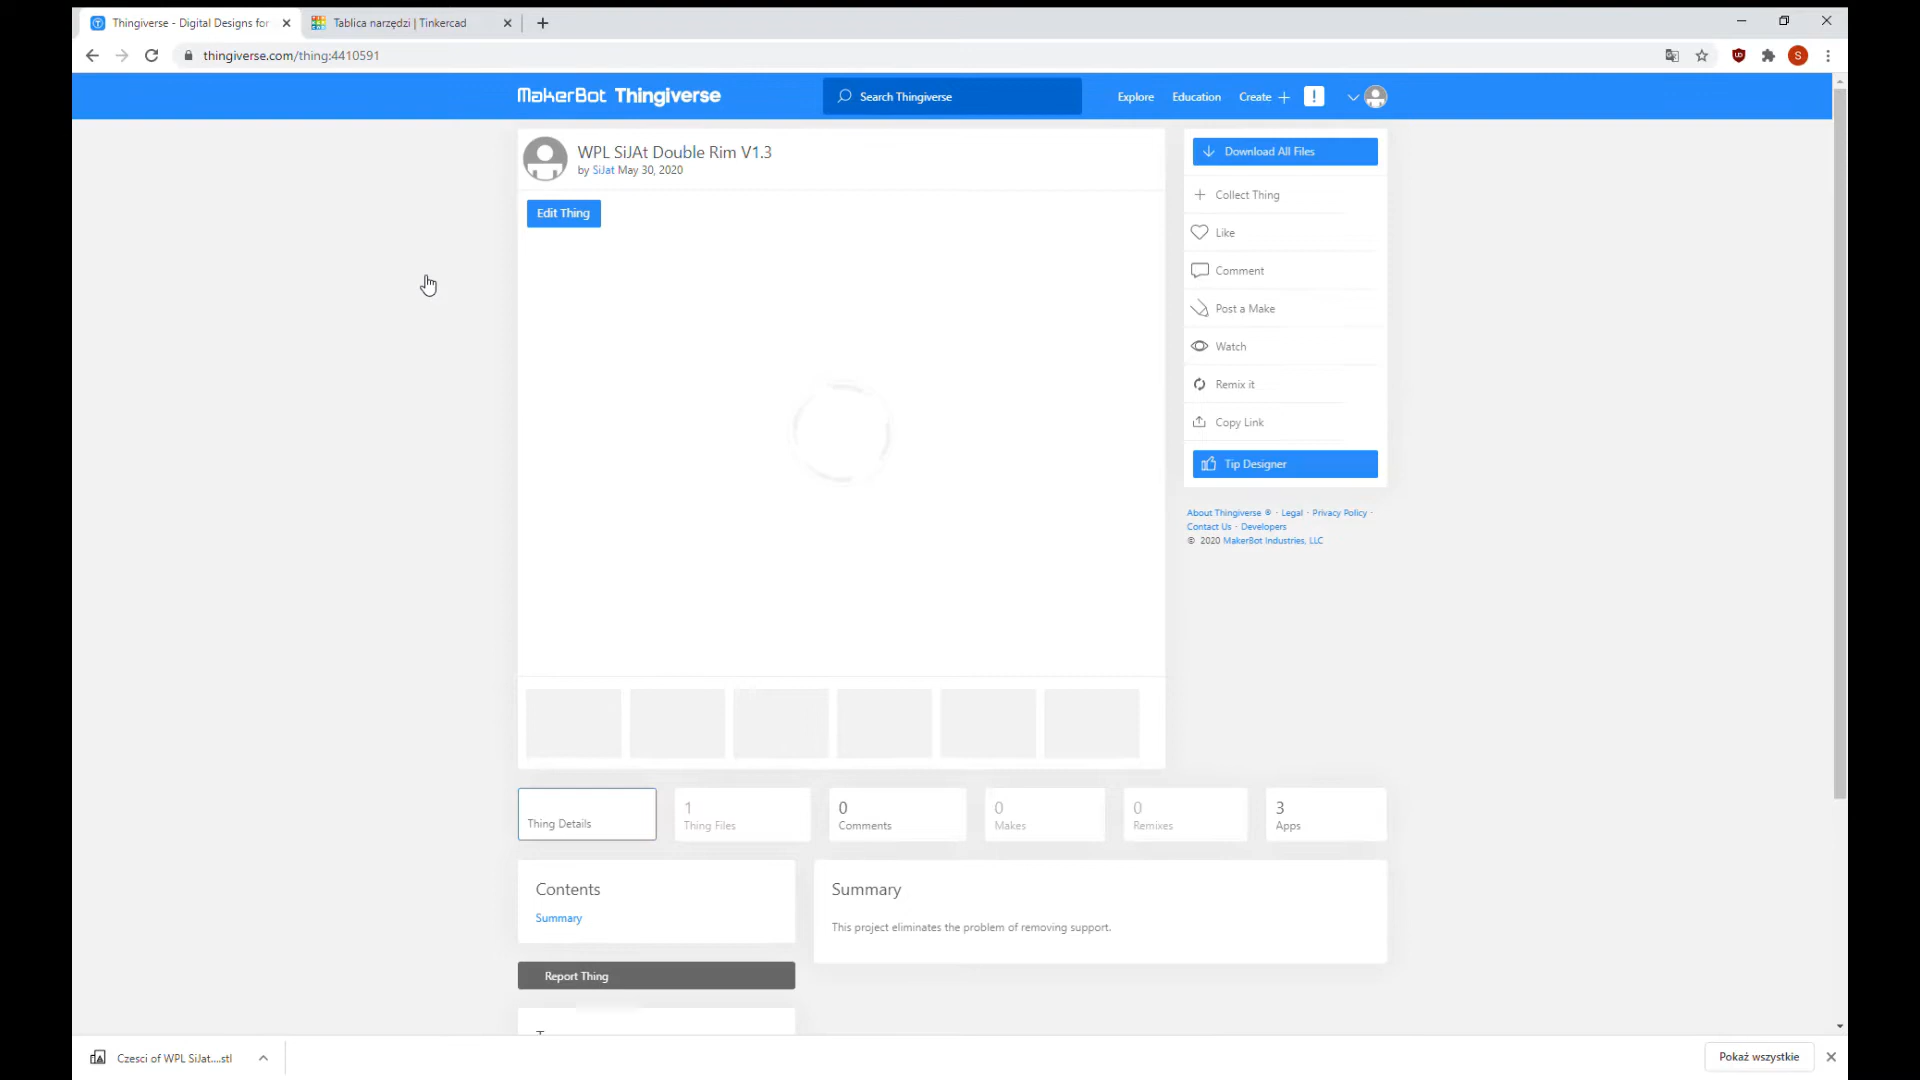 Thingiverse - Digital Designs for
Tablica narzędzi | Tinkercad
thingiverse.com/thing:4410591
S
MakerBot Thingiverse
Search Thingiverse
Explore
Education
Create
WPL SiJAt Double Rim V1.3
by SiJat May 30, 2020
Edit Thing
Download All Files
Collect Thing
Like
Comment
Post a Make
Watch
Remix it
Copy Link
Tip Designer
About Thingiverse ® · Legal · Privacy Policy ·
Contact Us · Developers
© 2020 MakerBot Industries, LLC
Thing Details
1
Thing Files
0
Comments
0
Makes
0
Remixes
3
Apps
Contents
Summary
Report Thing
Summary
This project eliminates the problem of removing support.
Czesci of WPL SiJat....stl
Pokaż wszystkie